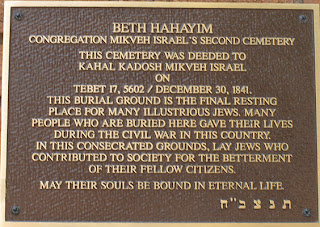 BETH HAHAYIM
CONGREGATION MIKVEH ISRAEL'S SECOND CEMETERY
THIS CEMETERY WAS DEEDED TO
KAHAL KADOSH MIKVEH ISRAEL
ON
TEBET 17, 5602 / DECEMBER 30, 1841.
THIS BURIAL GROUND IS THE FINAL RESTING
PLACE FOR MANY ILLUSTRIOUS JEWS. MANY
PEOPLE WHO ARE BURIED HERE GAVE THEIR LIVES
DURING THE CIVIL WAR IN THIS COUNTRY.
IN THIS CONSECRATED GROUNDS, LAY JEWS WHO
CONTRIBUTED TO SOCIETY FOR THE BETTERMENT
OF THEIR FELLOW CITIZENS.
MAY THEIR SOULS BE BOUND IN ETERNAL LIFE.
ת נ צ ב "ה